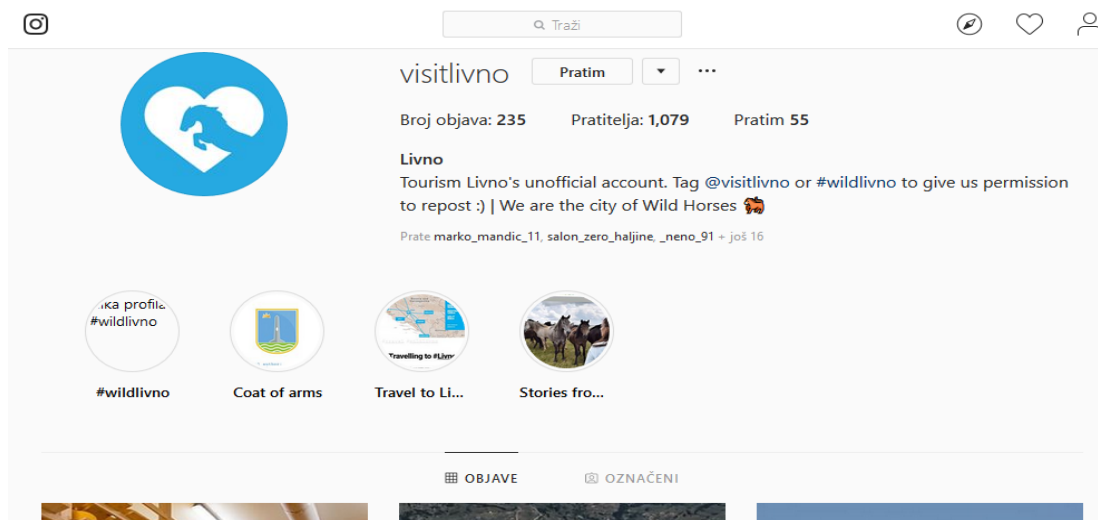 Traži
visitlivno Pratim
Broj objava: 235 Pratitelja: 1,079 Pratim 55
Livno
Tourism Livno's unofficial account. Tag @visitlivno or #wildlivno to give us permission
to repost :) | We are the city of Wild Horses
Prate marko_mandic_11, salon_zero_haljine, _neno_91 + još 16
ika profila
#wildlivno
Travelling to #Livno
#wildlivno Coat of arms Travel to Li... Stories fro...
OBJAVE OZNAČENI